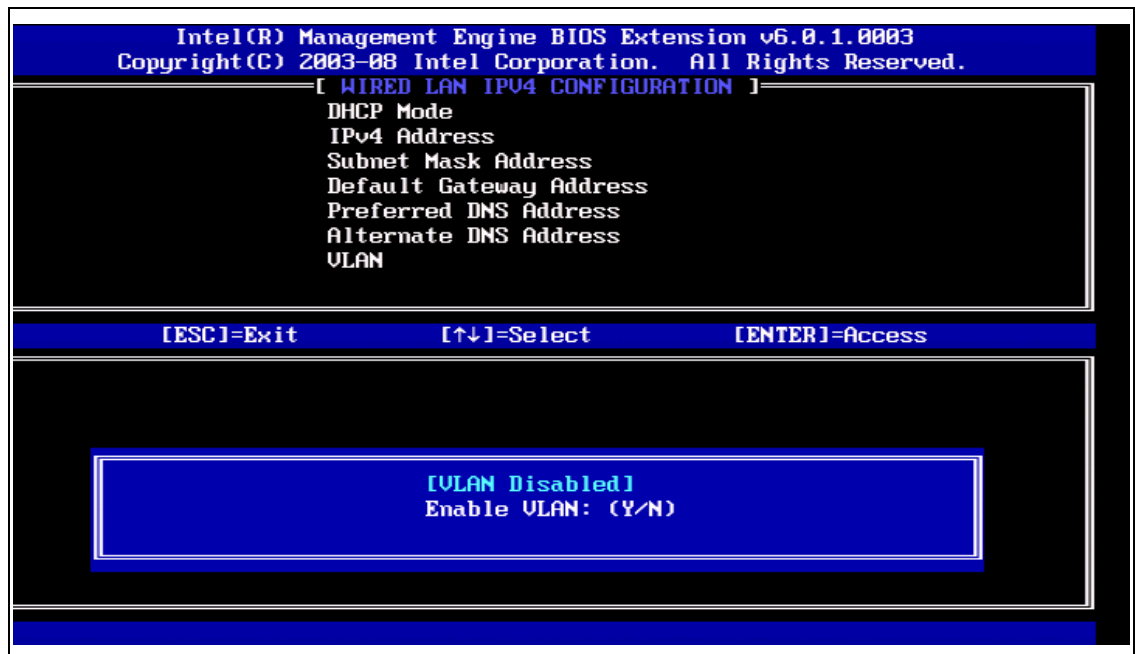 Intel(R) Management Engine BIOS Extension v6.0.1.0003
Copyright(C) 2003-08 Intel Corporation. All Rights Reserved.
[ WIRED LAN IPV4 CONFIGURATION ]
DHCP Mode
IPv4 Address
Subnet Mask Address
Default Gateway Address
Preferred DNS Address
Alternate DNS Address
VLAN
[ESC]=Exit [↑↓]=Select [ENTER]=Access
[VLAN Disabled]
Enable VLAN: (Y/N)